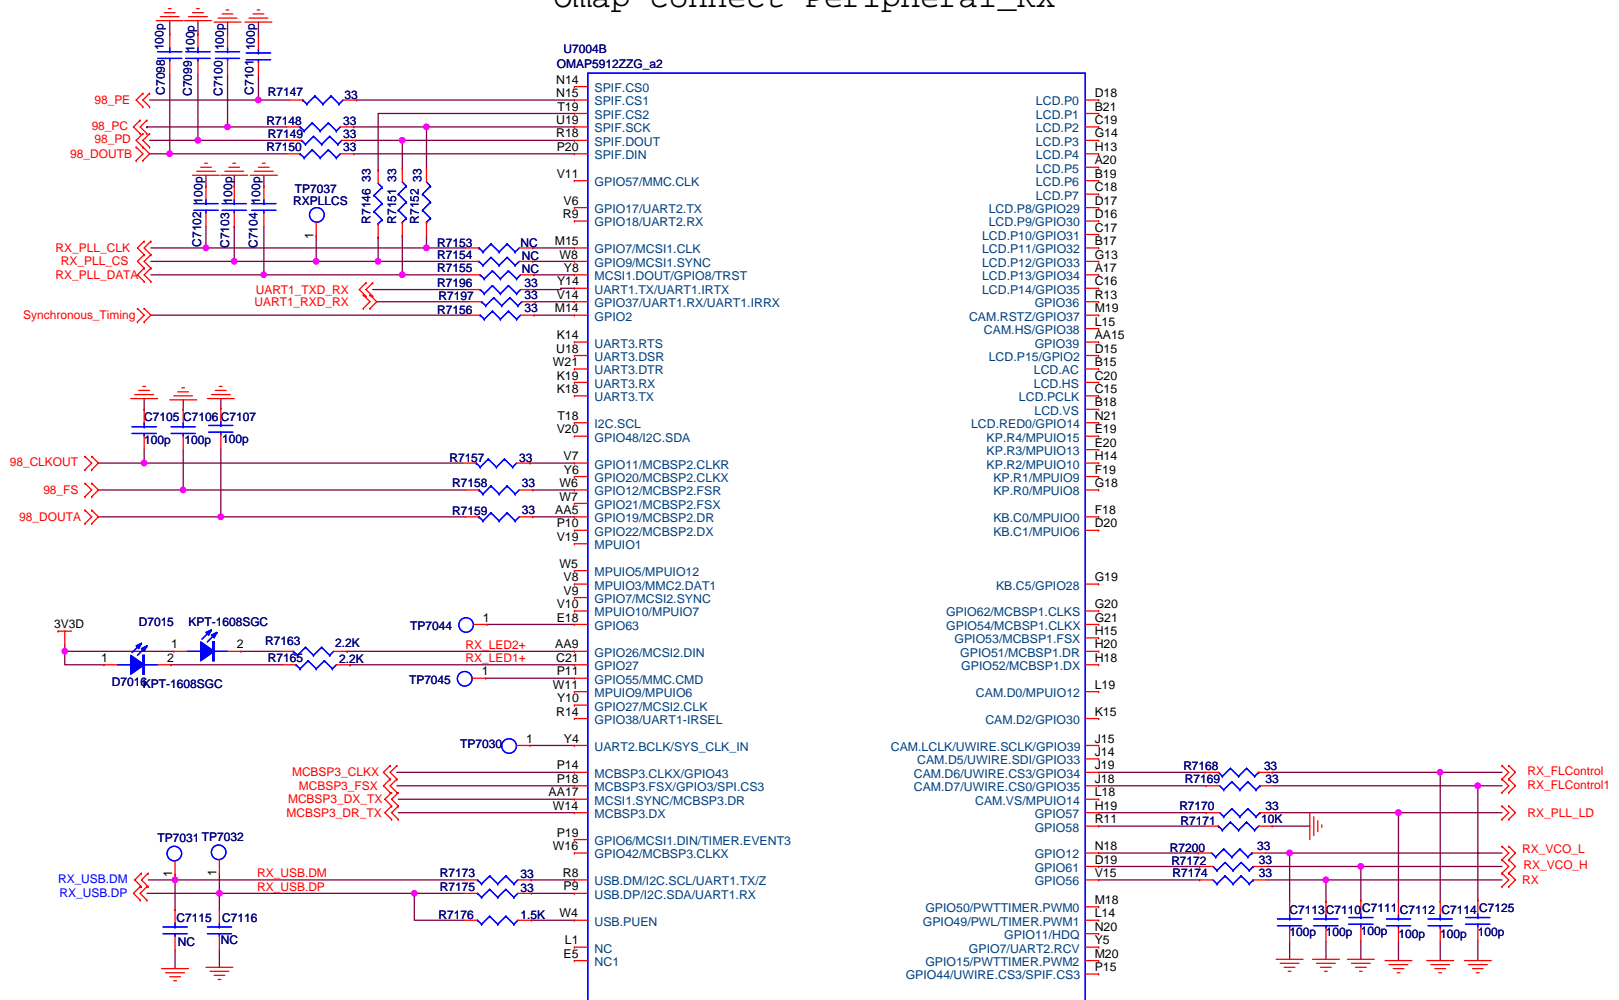 Omap connect Peripheral_Rx
U7004B
OMAP5912ZZG_a2
100p
100p
100p
100p
C7098
C7099
C7100
C7101
98_PE
R7147
33
98_PC
R7148
33
98_PD
R7149
33
98_DOUTB
R7150
33
100p
100p
100p
C7102
C7103
C7104
TP7037
RXPLLCS
1
R7146
33
R7151
33
R7152
33
RX_PLL_CLK
R7153
NC
RX_PLL_CS
R7154
NC
RX_PLL_DATA
R7155
NC
UART1_TXD_RX
R7196
33
UART1_RXD_RX
R7197
33
Synchronous_Timing
R7156
33
C7105
C7106
C7107
100p
100p
100p
98_CLKOUT
R7157
33
98_FS
R7158
33
98_DOUTA
R7159
33
3V3D
D7015
KPT-1608SGC
1
2
R7163
2.2K
RX_LED2+
1
2
R7165
2.2K
RX_LED1+
D7016
KPT-1608SGC
TP7044
1
TP7045
1
TP7030
1
MCBSP3_CLKX
MCBSP3_FSX
MCBSP3_DX_TX
MCBSP3_DR_TX
TP7031
TP7032
1
1
RX_USB.DM
RX_USB.DM
R7173
33
RX_USB.DP
RX_USB.DP
R7175
33
R7176
1.5K
C7115
C7116
NC
NC
N14 SPIF.CS0
N15 SPIF.CS1
T19 SPIF.CS2
U19 SPIF.SCK
R18 SPIF.DOUT
P20 SPIF.DIN
V11 GPIO57/MMC.CLK
V6 GPIO17/UART2.TX
R9 GPIO18/UART2.RX
M15 GPIO7/MCSI1.CLK
W8 GPIO9/MCSI1.SYNC
Y8 MCSI1.DOUT/GPIO8/TRST
Y14 UART1.TX/UART1.IRTX
V14 GPIO37/UART1.RX/UART1.IRRX
M14 GPIO2
K14 UART3.RTS
U18 UART3.DSR
W21 UART3.DTR
K19 UART3.RX
K18 UART3.TX
T18 I2C.SCL
V20 GPIO48/I2C.SDA
V7 GPIO11/MCBSP2.CLKR
Y6 GPIO20/MCBSP2.CLKX
W6 GPIO12/MCBSP2.FSR
W7 GPIO21/MCBSP2.FSX
AA5 GPIO19/MCBSP2.DR
P10 GPIO22/MCBSP2.DX
V19 MPUIO1
W5 MPUIO5/MPUIO12
V8 MPUIO3/MMC2.DAT1
V9 GPIO7/MCSI2.SYNC
V10 MPUIO10/MPUIO7
E18 GPIO63
AA9 GPIO26/MCSI2.DIN
C21 GPIO27
P11 GPIO55/MMC.CMD
W11 MPUIO9/MPUIO6
Y10 GPIO27/MCSI2.CLK
R14 GPIO38/UART1-IRSEL
Y4 UART2.BCLK/SYS_CLK_IN
P14 MCBSP3.CLKX/GPIO43
P18 MCBSP3.FSX/GPIO3/SPI.CS3
AA17 MCSI1.SYNC/MCBSP3.DR
W14 MCBSP3.DX
P19 GPIO6/MCSI1.DIN/TIMER.EVENT3
W16 GPIO42/MCBSP3.CLKX
R8 USB.DM/I2C.SCL/UART1.TX/Z
P9 USB.DP/I2C.SDA/UART1.RX
W4 USB.PUEN
L1 NC
E5 NC1
LCD.P0 D18
LCD.P1 B21
LCD.P2 C19
LCD.P3 G14
LCD.P4 H13
LCD.P5 A20
LCD.P6 B19
LCD.P7 C18
LCD.P8/GPIO29 D17
LCD.P9/GPIO30 D16
LCD.P10/GPIO31 C17
LCD.P11/GPIO32 B17
LCD.P12/GPIO33 G13
LCD.P13/GPIO34 A17
LCD.P14/GPIO35 C16
GPIO36 R13
CAM.RSTZ/GPIO37 M19
CAM.HS/GPIO38 L15
GPIO39 AA15
LCD.P15/GPIO2 D15
LCD.AC B15
LCD.HS C20
LCD.PCLK C15
LCD.VS B18
LCD.RED0/GPIO14 N21
KP.R4/MPUIO15 E19
KP.R3/MPUIO13 E20
KP.R2/MPUIO10 H14
KP.R1/MPUIO9 F19
KP.R0/MPUIO8 G18
KB.C0/MPUIO0 F18
KB.C1/MPUIO6 D20
KB.C5/GPIO28 G19
GPIO62/MCBSP1.CLKS G20
GPIO54/MCBSP1.CLKX G21
GPIO53/MCBSP1.FSX H15
GPIO51/MCBSP1.DR H20
GPIO52/MCBSP1.DX H18
CAM.D0/MPUIO12 L19
CAM.D2/GPIO30 K15
CAM.LCLK/UWIRE.SCLK/GPIO39 J15
CAM.D5/UWIRE.SDI/GPIO33 J14
CAM.D6/UWIRE.CS3/GPIO34 J19
CAM.D7/UWIRE.CS0/GPIO35 J18
CAM.VS/MPUIO14 L18
GPIO57 H19
GPIO58 R11
GPIO12 N18
GPIO61 D19
GPIO56 V15
GPIO50/PWTTIMER.PWM0 M18
GPIO49/PWL/TIMER.PWM1 L14
GPIO11/HDQ N20
GPIO7/UART2.RCV Y5
GPIO15/PWTTIMER.PWM2 M20
GPIO44/UWIRE.CS3/SPIF.CS3 P15
R7168
33
RX_FLControl
R7169
33
RX_FLControl1
R7170
33
RX_PLL_LD
R7171
10K
R7200
33
RX_VCO_L
R7172
33
RX_VCO_H
R7174
33
RX
C7113
C7110
C7111
C7112
C7114
C7125
100p
100p
100p
100p
100p
100p